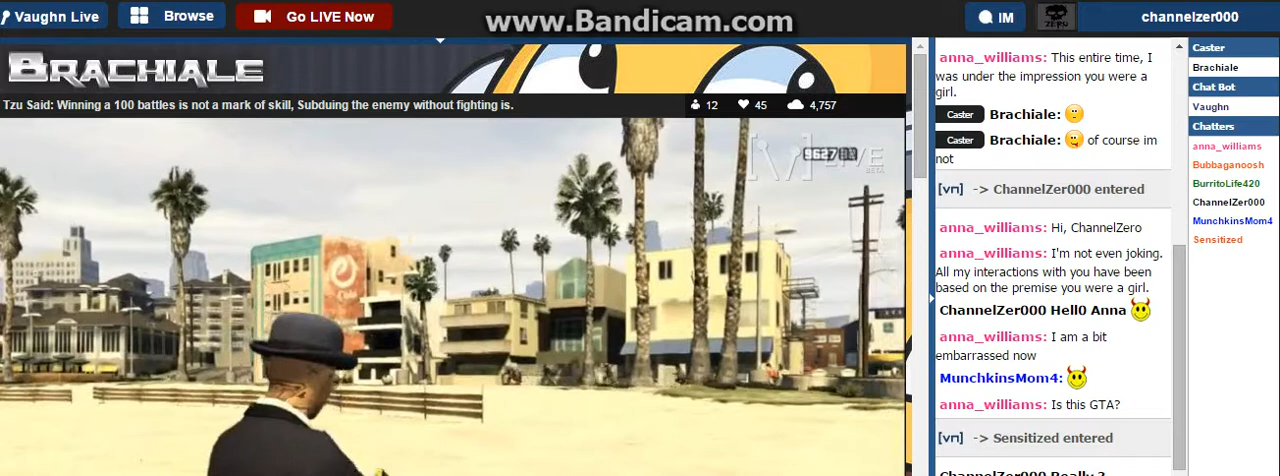 www.Bandicam.com
Vaughn Live
Browse
Go LIVE Now
IM
channelzer000
BRACHIALE
Tzu Said: Winning a 100 battles is not a mark of skill, Subduing the enemy without fighting is.
12 45 4,757
[V] LIVE
BETA
anna_williams: This entire time, I
was under the impression you were a
girl.
Caster Brachiale:
Caster Brachiale: of course im
not
[vn] -> ChannelZer000 entered
anna_williams: Hi, ChannelZero
anna_williams: I'm not even joking.
All my interactions with you have been
based on the premise you were a girl.
ChannelZer000 Hell0 Anna
anna_williams: I am a bit
embarrassed now
MunchkinsMom4:
anna_williams: Is this GTA?
[vn] -> Sensitized entered
ChannelZer000 Really ?
Caster
Brachiale
Chat Bot
Vaughn
Chatters
anna_williams
Bubbaganoosh
BurritoLife420
ChannelZer000
MunchkinsMom4
Sensitized